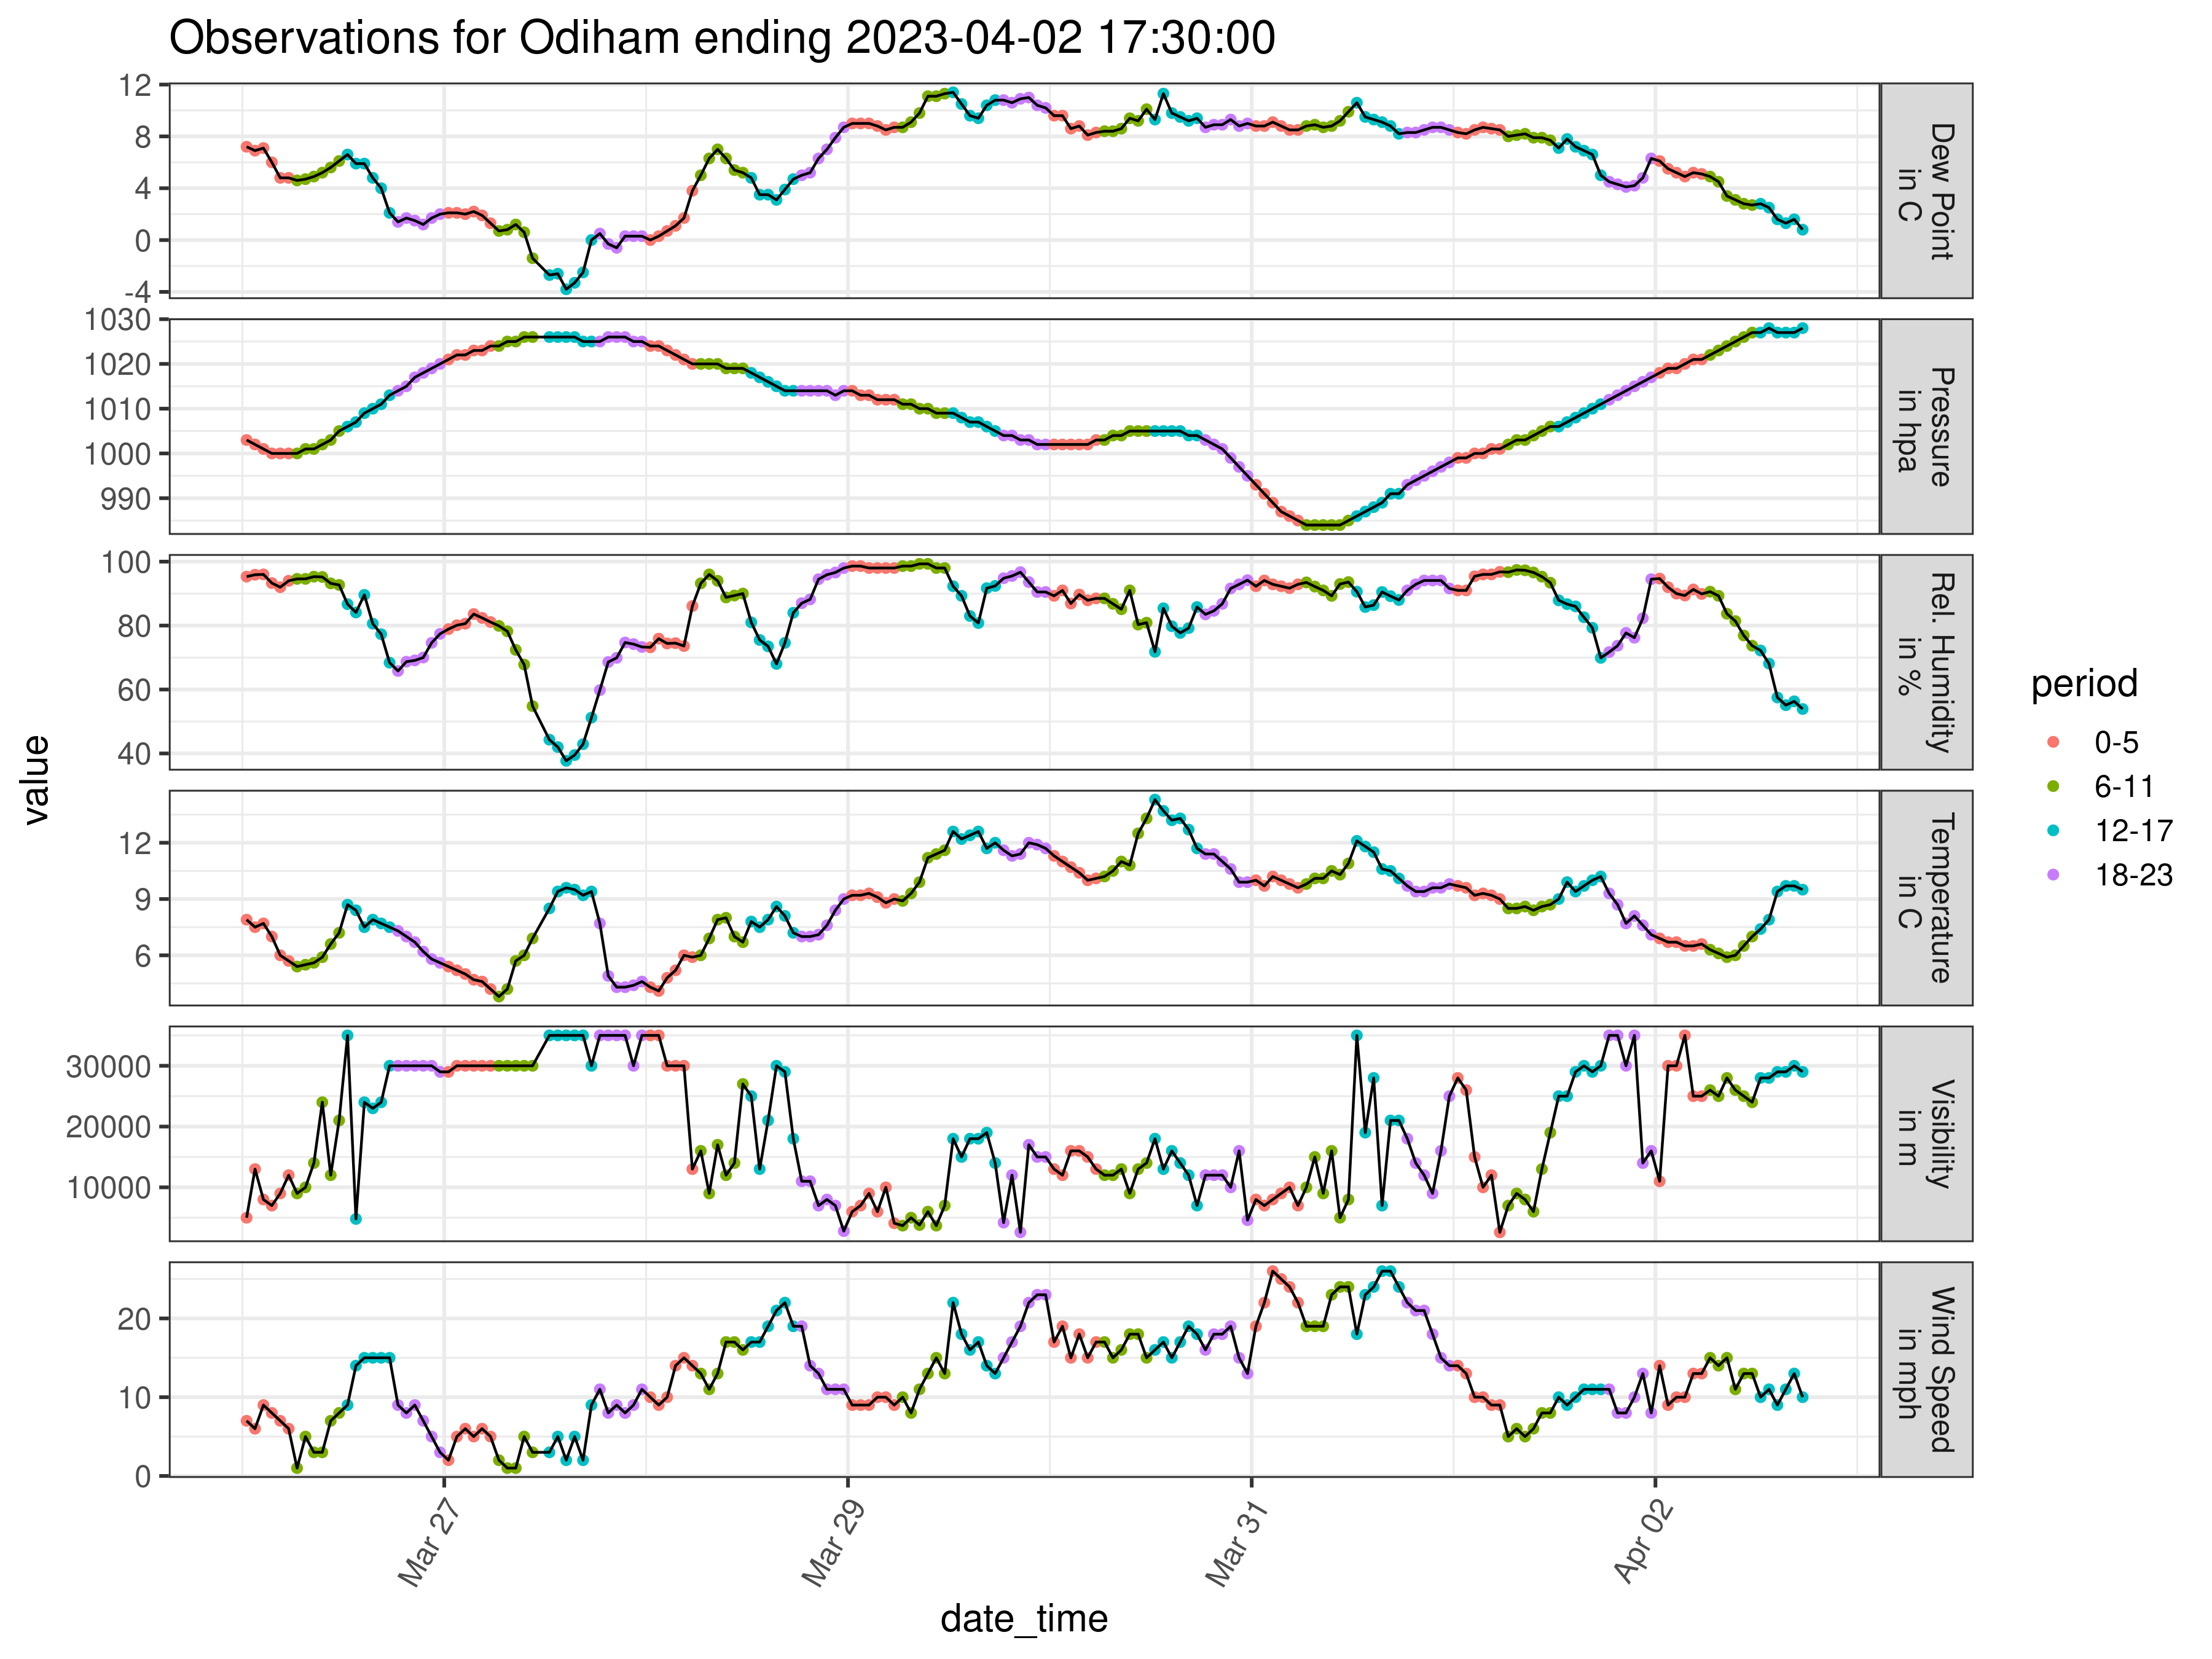 Observations for Odiham ending 2023-04-02 17:30:00
value
12
8
4
0
-4
Dew Point
in C
1030
1020
1010
1000
990
Pressure
in hpa
100
80
60
40
Rel. Humidity
in %
12
9
6
Temperature
in C
30000
20000
10000
Visibility
in m
20
10
0
Wind Speed
in mph
Mar 27
Mar 29
Mar 31
Apr 02
date_time
period
0-5
6-11
12-17
18-23